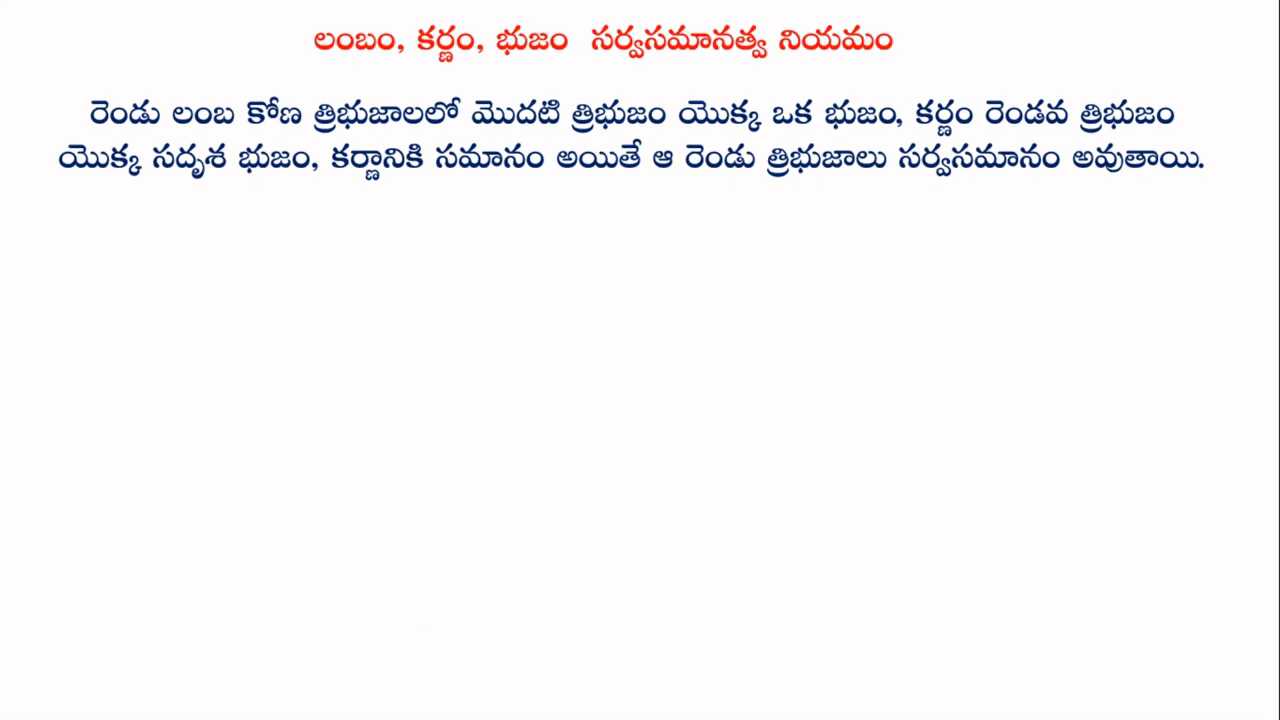 లంబం, కర్ణం, భుజం సర్వసమానత్వ నియమం
రెండు లంబ కోణ త్రిభుజాలలో మొదటి త్రిభుజం యొక్క ఒక భుజం, కర్ణం రెండవ త్రిభుజం
యొక్క సదృశ భుజం, కర్ణానికి సమానం అయితే ఆ రెండు త్రిభుజాలు సర్వసమానం అవుతాయి.